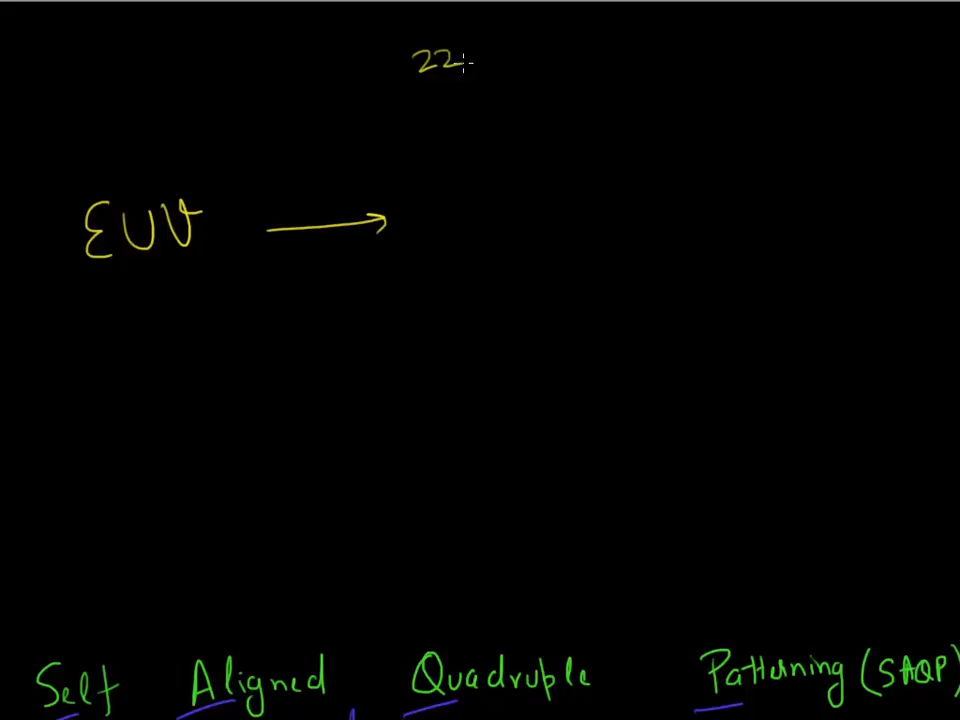 22
EUV →
Self Aligned Quadruple Patterning (SAQP)